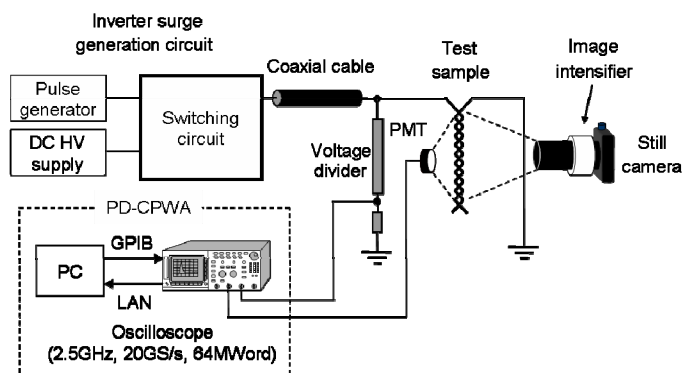 Inverter surge
generation circuit
Pulse
generator
DC HV
supply
Switching
circuit
Coaxial cable
Voltage
divider
PMT
Test
sample
Image
intensifier
Still
camera
PD-CPWA
PC
GPIB
LAN
Oscilloscope
(2.5GHz, 20GS/s, 64MWord)